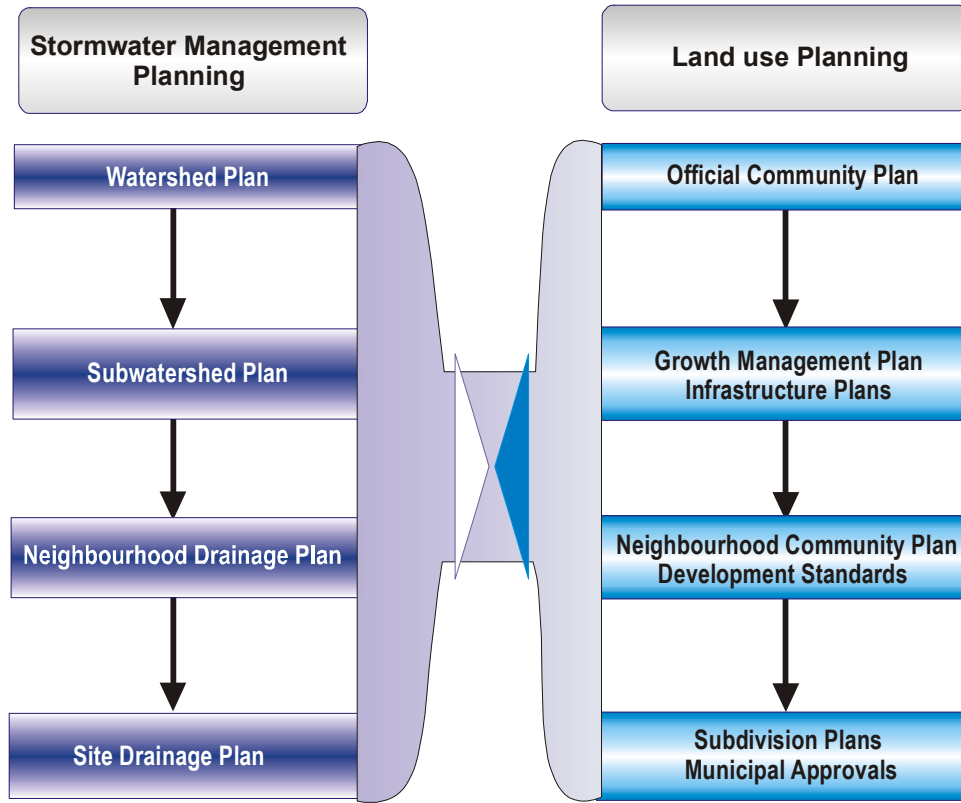 Stormwater Management
Planning
Land use Planning
Watershed Plan
Official Community Plan
Subwatershed Plan
Growth Management Plan
Infrastructure Plans
Neighbourhood Drainage Plan
Neighbourhood Community Plan
Development Standards
Site Drainage Plan
Subdivision Plans
Municipal Approvals